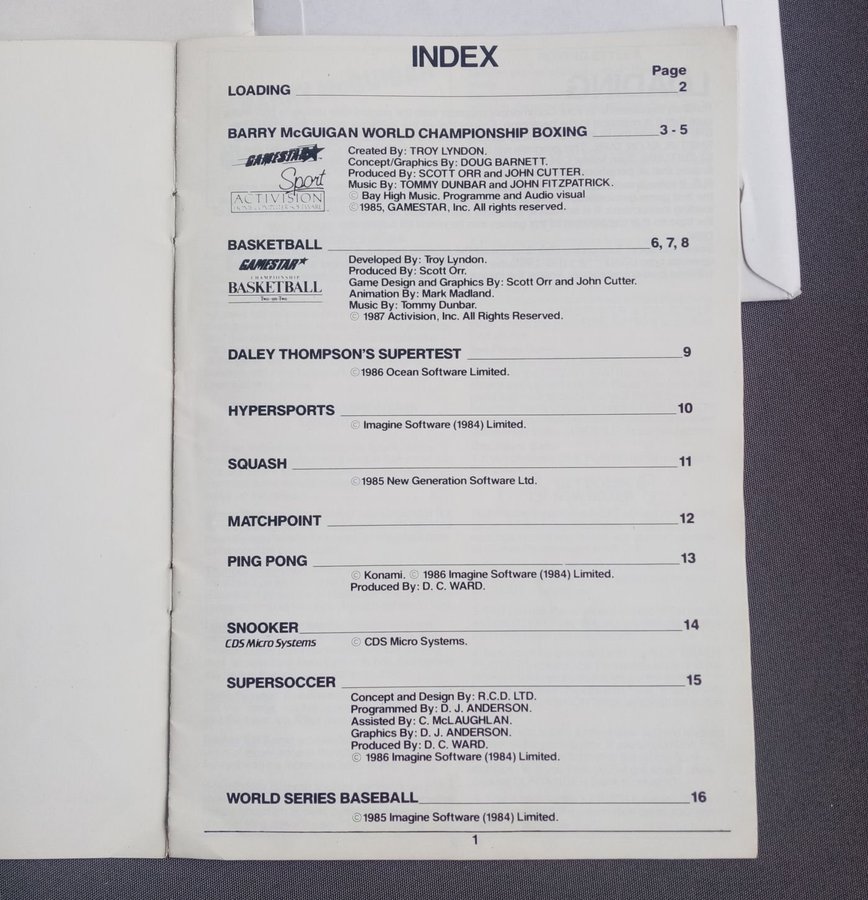 INDEX
Page
LOADING 2
BARRY McGUIGAN WORLD CHAMPIONSHIP BOXING 3 - 5
GAMESTAR
Sport
ACTIVISION
HOME COMPUTER SOFTWARE
Created By: TROY LYNDON.
Concept/Graphics By: DOUG BARNETT.
Produced By: SCOTT ORR and JOHN CUTTER.
Music By: TOMMY DUNBAR and JOHN FITZPATRICK.
© Bay High Music. Programme and Audio visual
©1985, GAMESTAR, Inc. All rights reserved.
BASKETBALL 6, 7, 8
GAMESTAR
CHAMPIONSHIP
BASKETBALL
Two-on-Two
Developed By: Troy Lyndon.
Produced By: Scott Orr.
Game Design and Graphics By: Scott Orr and John Cutter.
Animation By: Mark Madland.
Music By: Tommy Dunbar.
© 1987 Activision, Inc. All Rights Reserved.
DALEY THOMPSON'S SUPERTEST 9
©1986 Ocean Software Limited.
HYPERSPORTS 10
© Imagine Software (1984) Limited.
SQUASH 11
©1985 New Generation Software Ltd.
MATCHPOINT 12
PING PONG 13
© Konami. © 1986 Imagine Software (1984) Limited.
Produced By: D. C. WARD.
SNOOKER 14
CDS Micro Systems
© CDS Micro Systems.
SUPERSOCCER 15
Concept and Design By: R.C.D. LTD.
Programmed By: D. J. ANDERSON.
Assisted By: C. McLAUGHLAN.
Graphics By: D. J. ANDERSON.
Produced By: D. C. WARD.
© 1986 Imagine Software (1984) Limited.
WORLD SERIES BASEBALL 16
©1985 Imagine Software (1984) Limited.
1